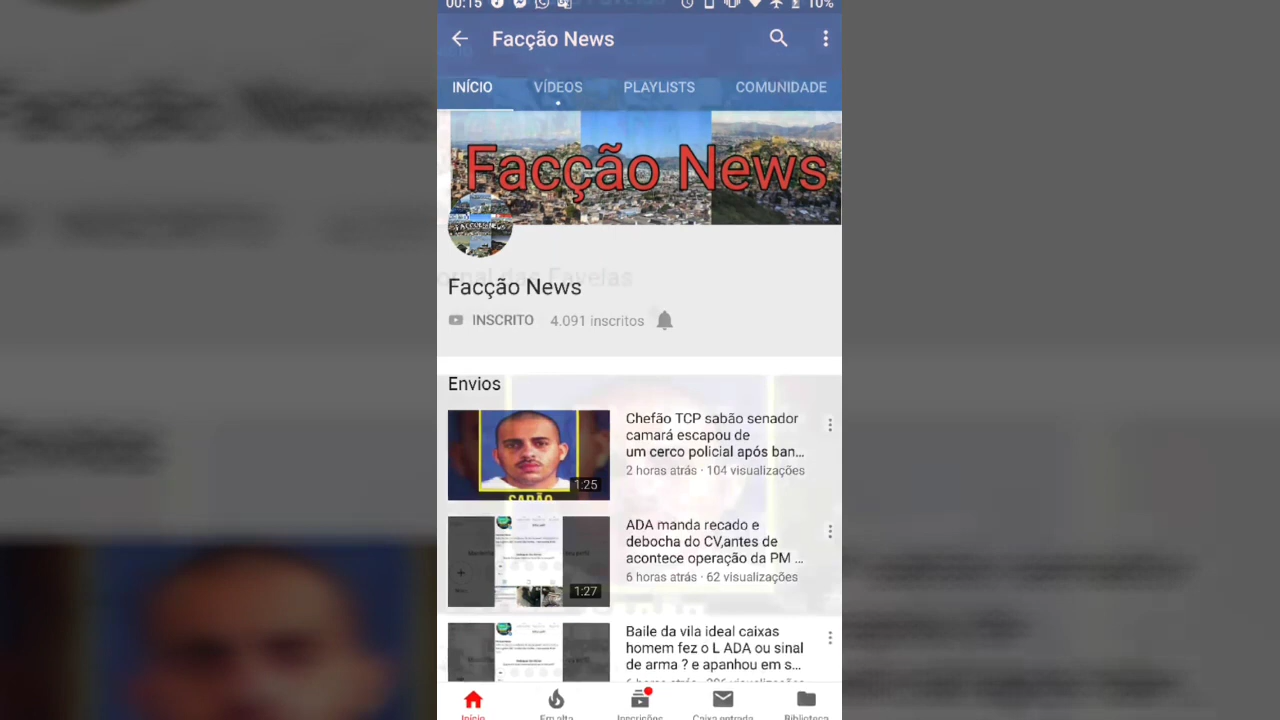 00:15
10%
Facção News
INÍCIO
VÍDEOS
PLAYLISTS
COMUNIDADE
Facção News
Jornal das Favelas
Facção News
INSCRITO
4.091 inscritos
Envios
Chefão TCP sabão senador
camará escapou de
um cerco policial após ban...
2 horas atrás · 104 visualizações
1:25
SABÃO
ADA manda recado e
debocha do CV,antes de
acontece operação da PM ...
6 horas atrás · 62 visualizações
1:27
Baile da vila ideal caixas
homem fez o L ADA ou sinal
de arma ? e apanhou em s...
Início
Em alta
Inscrições
Caixa entrada
Biblioteca